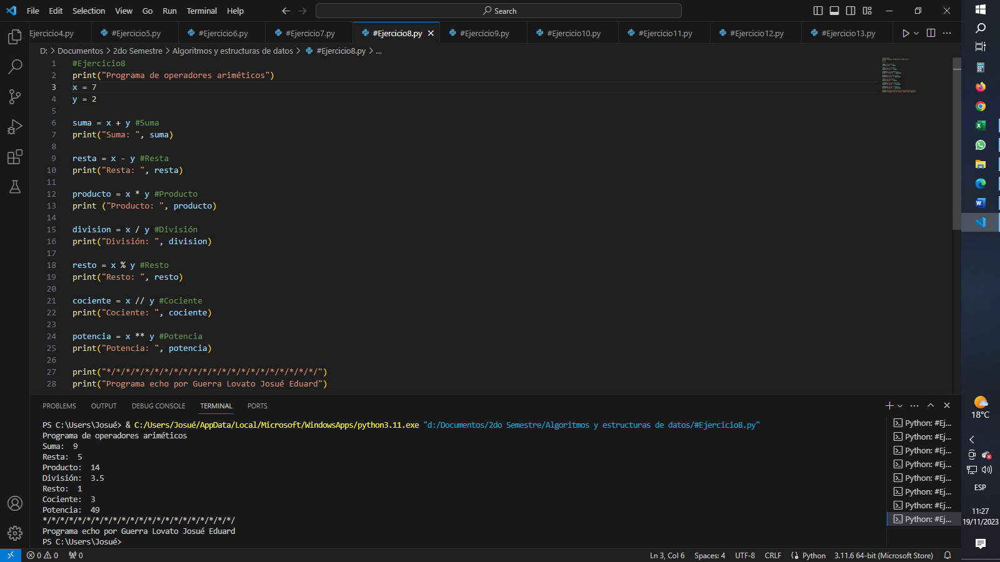 File Edit Selection View Go Run Terminal Help
Search
Ejercicio4.py #Ejercicio5.py #Ejercicio6.py #Ejercicio7.py #Ejercicio8.py #Ejercicio9.py #Ejercicio10.py #Ejercicio11.py #Ejercicio12.py #Ejercicio13.py
D: > Documentos > 2do Semestre > Algoritmos y estructuras de datos > #Ejercicio8.py > ...
1 #Ejercicio8
2 print("Programa de operadores ariméticos")
3 x = 7
4 y = 2
5
6 suma = x + y #Suma
7 print("Suma: ", suma)
8
9 resta = x - y #Resta
10 print("Resta: ", resta)
11
12 producto = x * y #Producto
13 print ("Producto: ", producto)
14
15 division = x / y #División
16 print("División: ", division)
17
18 resto = x % y #Resto
19 print("Resto: ", resto)
20
21 cociente = x // y #Cociente
22 print("Cociente: ", cociente)
23
24 potencia = x ** y #Potencia
25 print("Potencia: ", potencia)
26
27 print("*/*/*/*/*/*/*/*/*/*/*/*/*/*/*/*/*/*/*/*/*/*/")
28 print("Programa echo por Guerra Lovato Josué Eduard")
PROBLEMS OUTPUT DEBUG CONSOLE TERMINAL PORTS
PS C:\Users\Josué> & C:/Users/Josué/AppData/Local/Microsoft/WindowsApps/python3.11.exe "d:/Documentos/2do Semestre/Algoritmos y estructuras de datos/#Ejercicio8.py"
Programa de operadores ariméticos
Suma:  9
Resta:  5
Producto:  14
División:  3.5
Resto:  1
Cociente:  3
Potencia:  49
*/*/*/*/*/*/*/*/*/*/*/*/*/*/*/*/*/*/*/*/*/*/
Programa echo por Guerra Lovato Josué Eduard
PS C:\Users\Josué>
Python: #Ej...
Python: #Ej...
Python: #Ej...
Python: #Ej...
Python: #Ej...
Python: #Ej...
Python: #Ej...
Python: #Ej...
0 0 0
Ln 3, Col 6 Spaces: 4 UTF-8 CRLF Python 3.11.6 64-bit (Microsoft Store)
18°C
ESP
11:27
19/11/2023